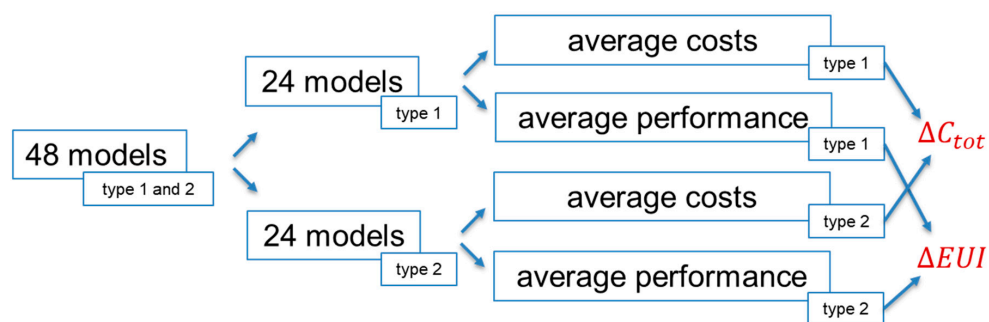 48 models
type 1 and 2
24 models
type 1
24 models
type 2
average costs
type 1
average performance
type 1
average costs
type 2
average performance
type 2
ΔC_tot
ΔEUI